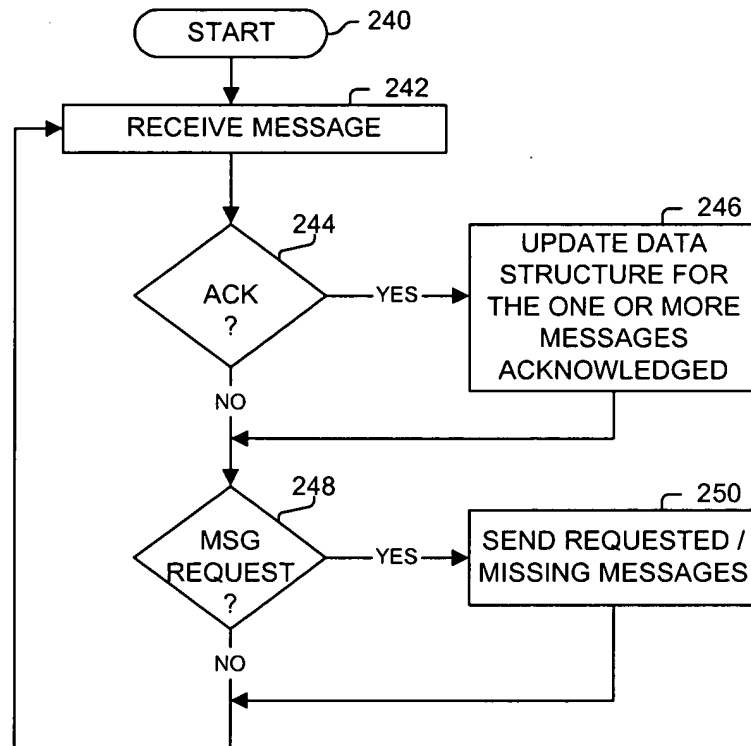 START
240
242
RECEIVE MESSAGE
244
ACK
?
YES
246
UPDATE DATA
STRUCTURE FOR
THE ONE OR MORE
MESSAGES
ACKNOWLEDGED
NO
248
MSG
REQUEST
?
YES
250
SEND REQUESTED /
MISSING MESSAGES
NO